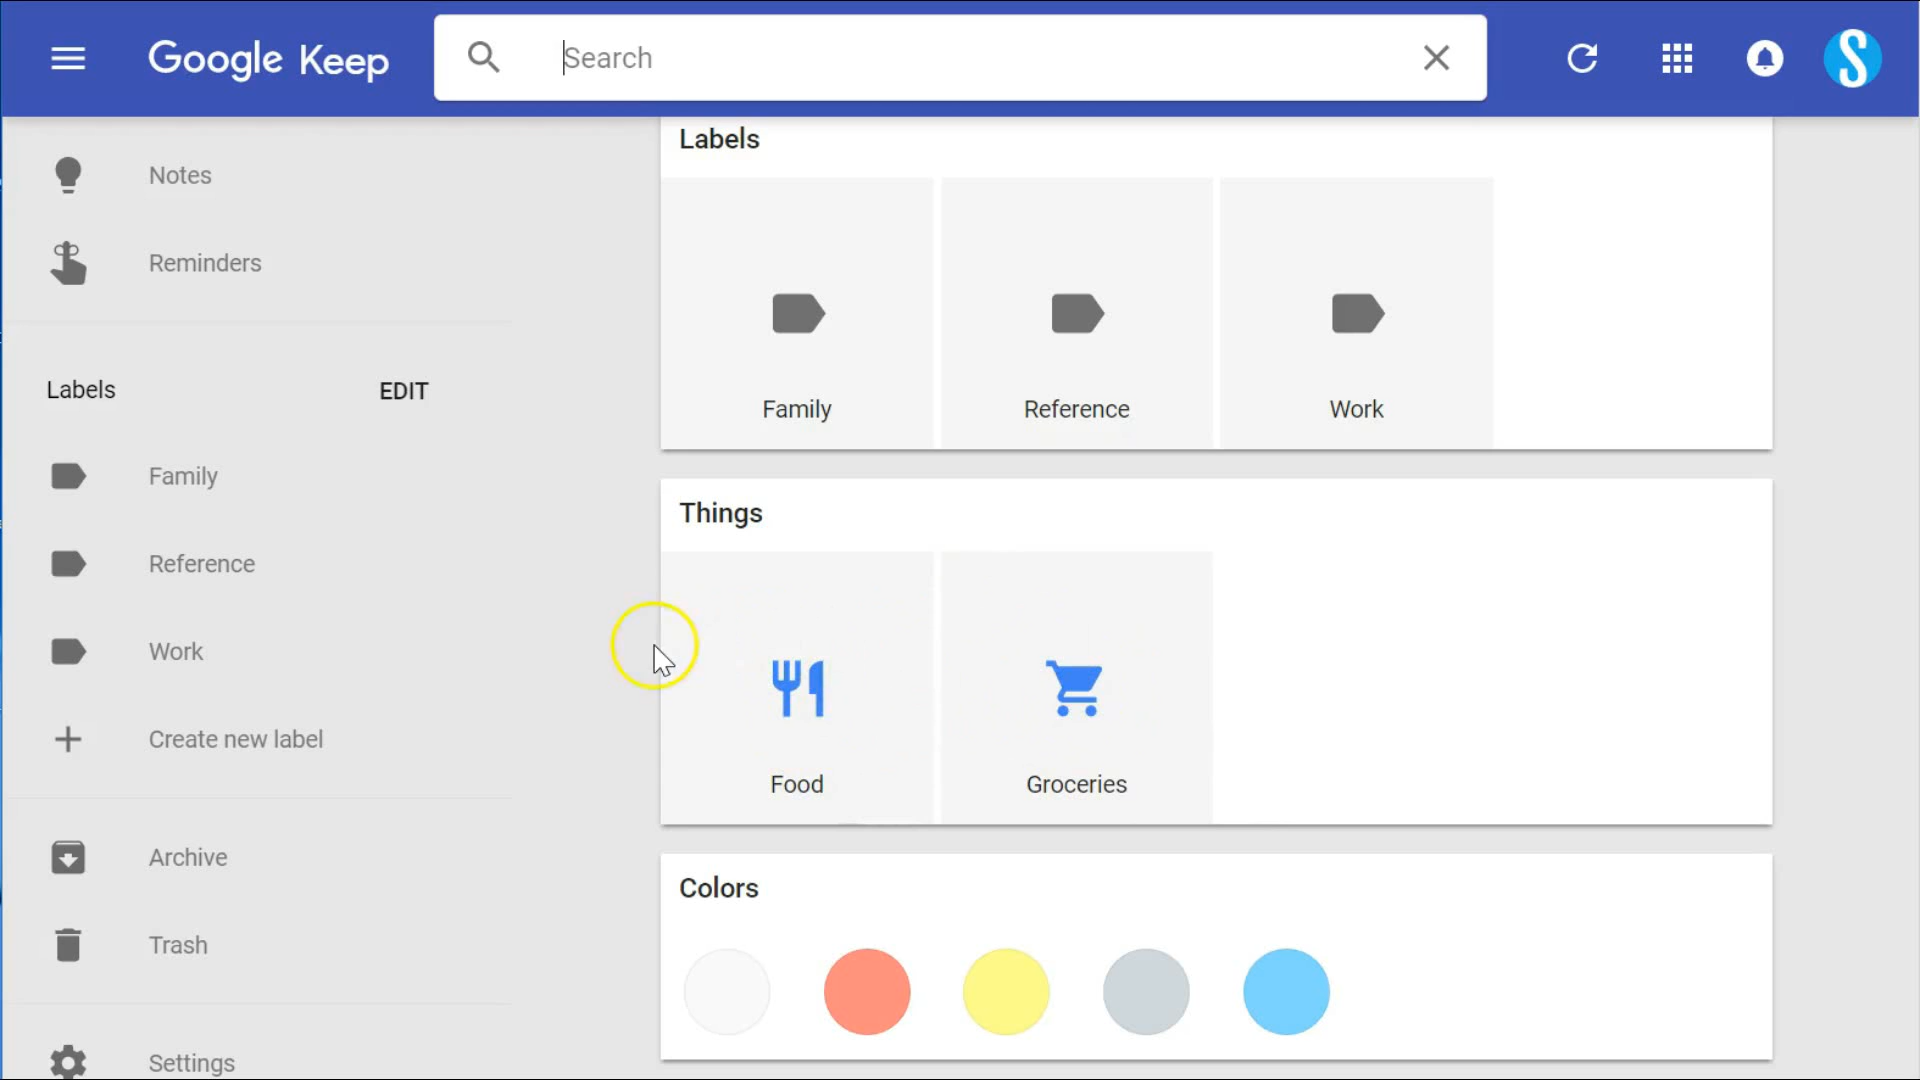 Google Keep
Search
S
Notes
Reminders
Labels EDIT
Family
Reference
Work
Create new label
Archive
Trash
Settings
Labels
Family Reference Work
Things
Food Groceries
Colors